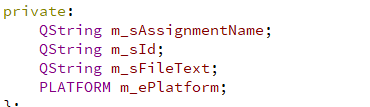 private:
    QString m_sAssignmentName;
    QString m_sId;
    QString m_sFileText;
    PLATFORM m_ePlatform;
};